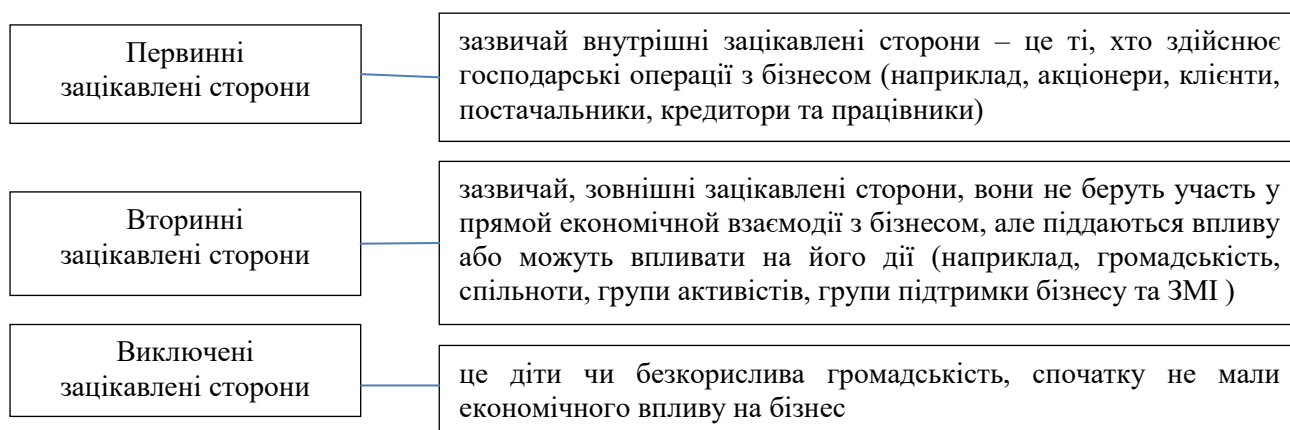 Первинні
зацікавлені сторони
зазвичай внутрішні зацікавлені сторони – це ті, хто здійснює
господарські операції з бізнесом (наприклад, акціонери, клієнти,
постачальники, кредитори та працівники)
Вторинні
зацікавлені сторони
зазвичай, зовнішні зацікавлені сторони, вони не беруть участь у
прямой економічной взаємодії з бізнесом, але піддаються впливу
або можуть впливати на його дії (наприклад, громадськість,
спільноти, групи активістів, групи підтримки бізнесу та ЗМІ )
Виключені
зацікавлені сторони
це діти чи безкорислива громадськість, спочатку не мали
економічного впливу на бізнес